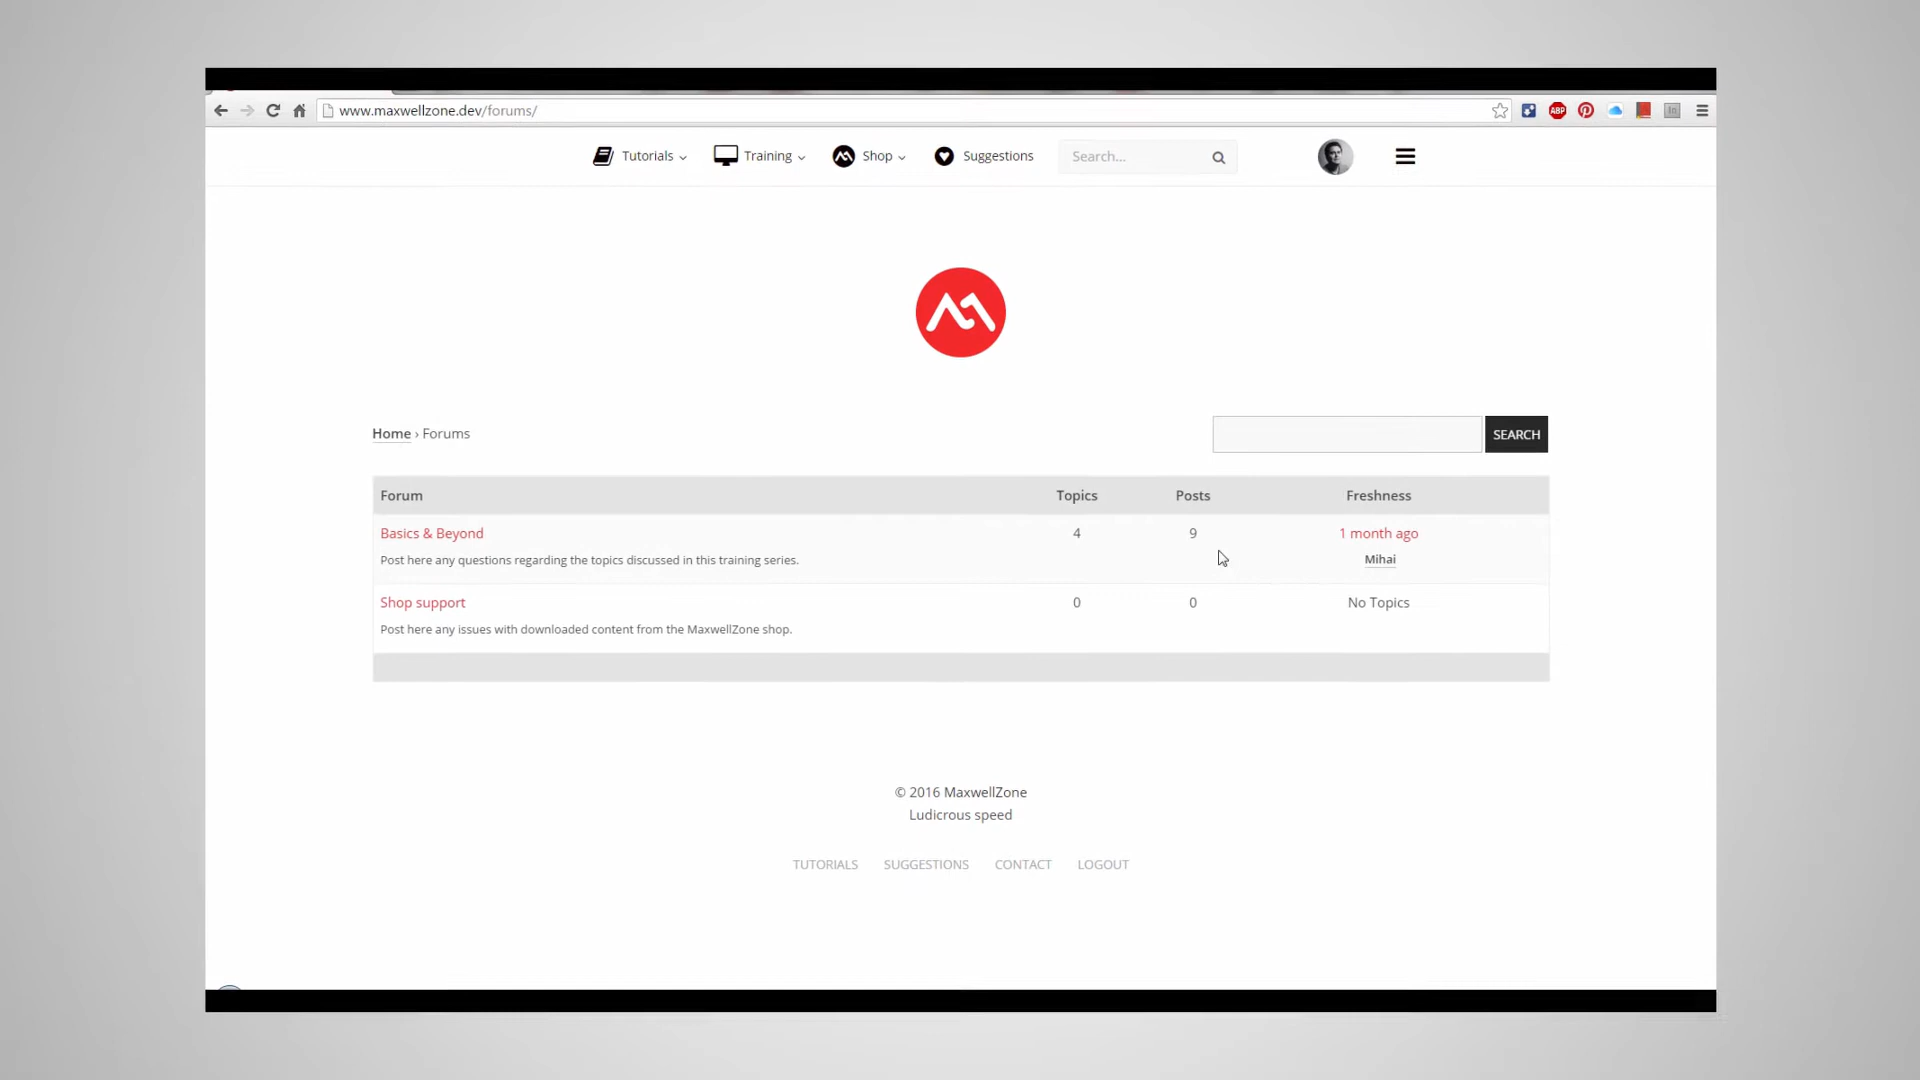 www.maxwellzone.dev/forums/
ABP
Tutorials
Training
Shop
Suggestions
Search...
Home › Forums
SEARCH
Forum Topics Posts Freshness
Basics & Beyond 4 9 1 month ago
Post here any questions regarding the topics discussed in this training series. Mihai
Shop support 0 0 No Topics
Post here any issues with downloaded content from the MaxwellZone shop.
© 2016 MaxwellZone
Ludicrous speed
TUTORIALS SUGGESTIONS CONTACT LOGOUT